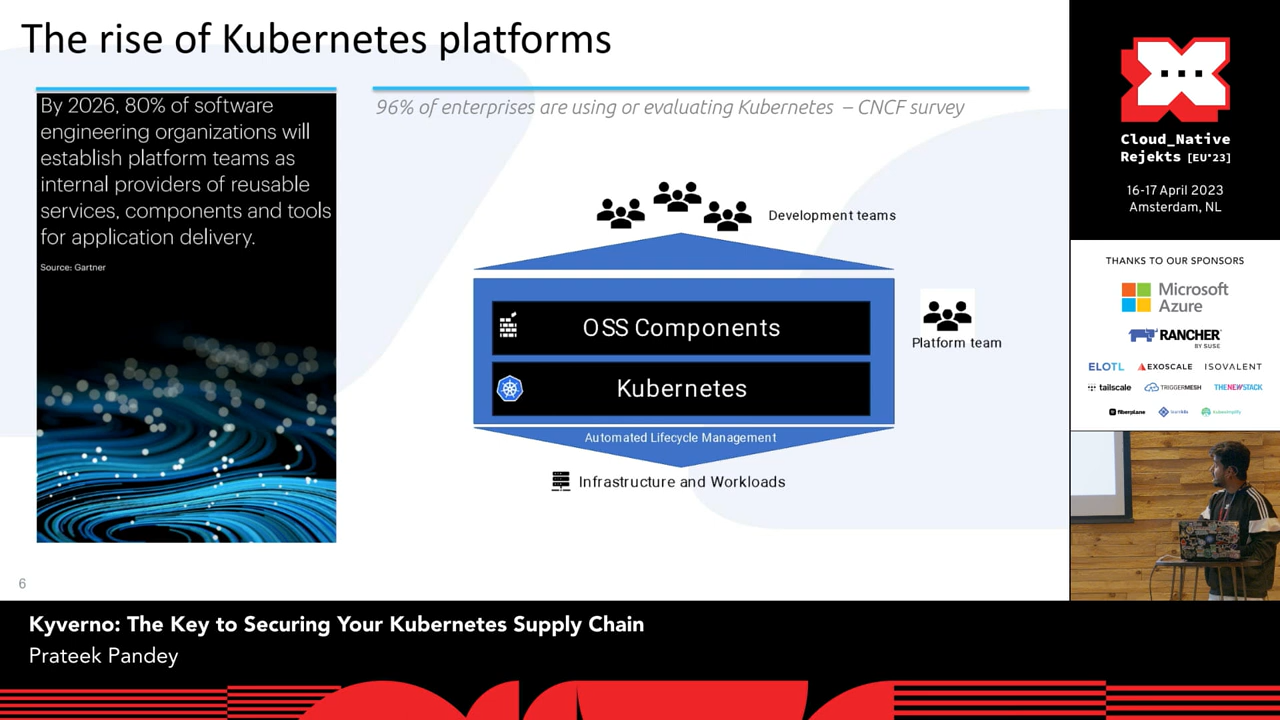 The rise of Kubernetes platforms
By 2026, 80% of software
engineering organizations will
establish platform teams as
internal providers of reusable
services, components and tools
for application delivery.
Source: Gartner
96% of enterprises are using or evaluating Kubernetes – CNCF survey
Development teams
OSS Components
Platform team
Kubernetes
Automated Lifecycle Management
Infrastructure and Workloads
6
Cloud_Native
Rejekts [EU'23]
16-17 April 2023
Amsterdam, NL
THANKS TO OUR SPONSORS
Microsoft
Azure
RANCHER
BY SUSE
ELOTL EXOSCALE ISOVALENT
tailscale TRIGGERMESH THENEWSTACK
fiberplane kubesimplify
Kyverno: The Key to Securing Your Kubernetes Supply Chain
Prateek Pandey